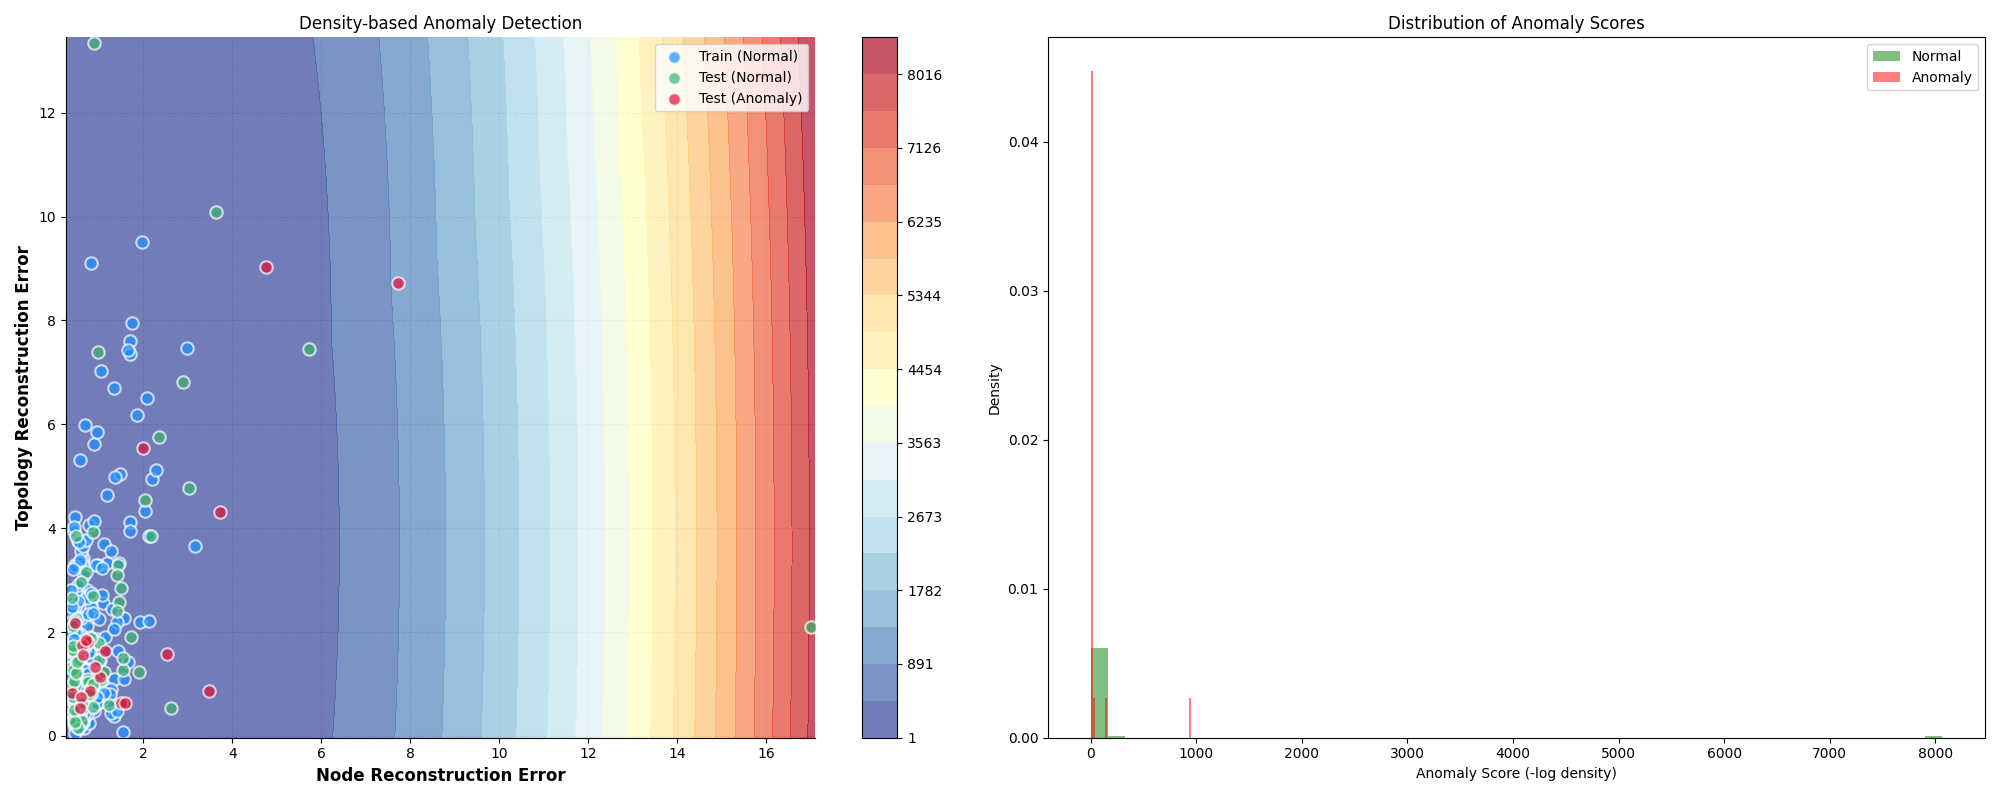 Density-based Anomaly Detection
Train (Normal)
Test (Normal)
Test (Anomaly)
Topology Reconstruction Error
12
10
8
6
4
2
0
2 4 6 8 10 12 14 16
Node Reconstruction Error
8016
7126
6235
5344
4454
3563
2673
1782
891
1
Distribution of Anomaly Scores
Normal
Anomaly
Density
0.04
0.03
0.02
0.01
0.00
0 1000 2000 3000 4000 5000 6000 7000 8000
Anomaly Score (-log density)